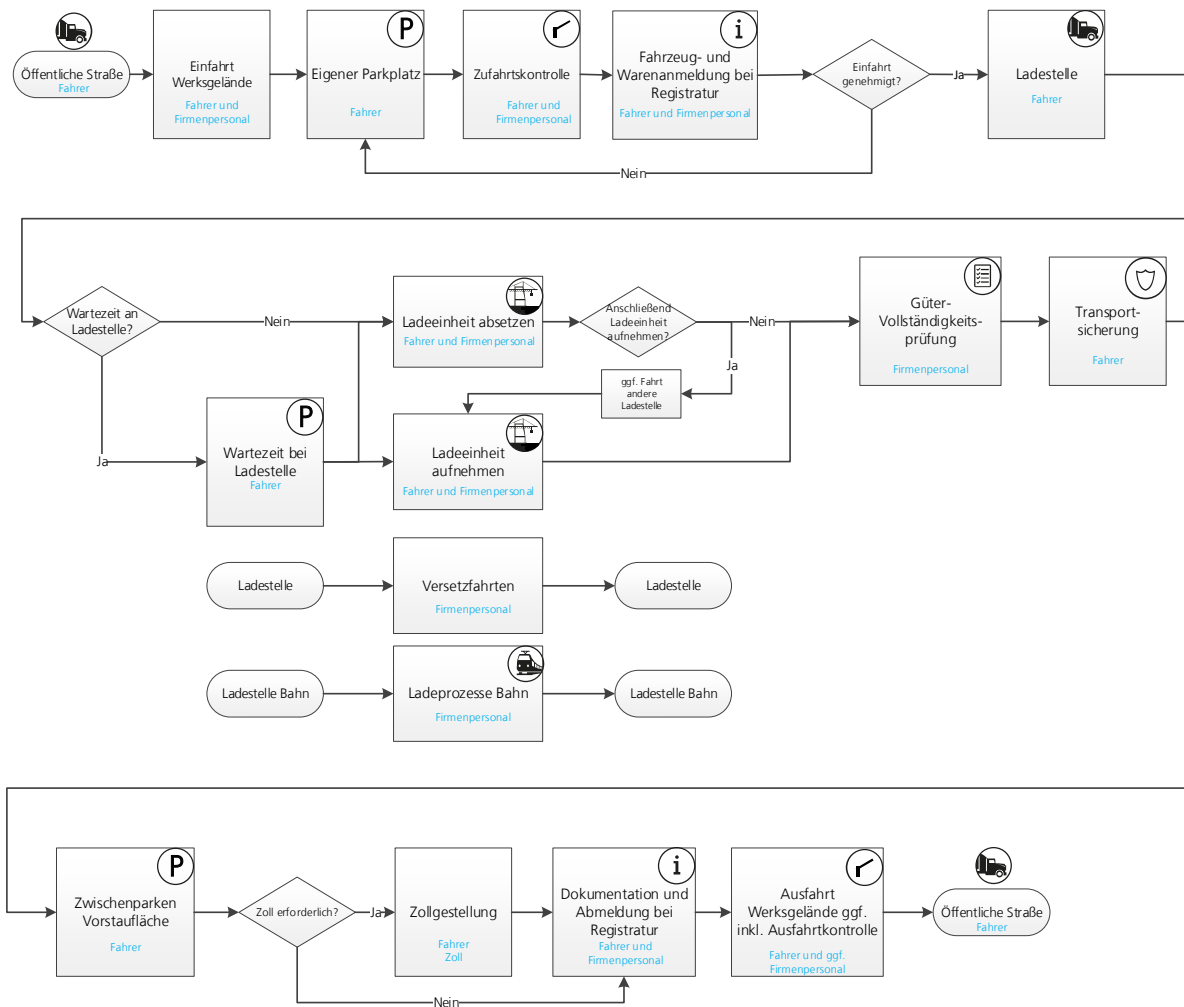 Öffentliche Straße
Fahrer
Einfahrt
Werksgelände
Fahrer und
Firmenpersonal
P
Eigener Parkplatz
Fahrer
Zufahrtskontrolle
Fahrer und
Firmenpersonal
i
Fahrzeug- und
Warenanmeldung bei
Registratur
Fahrer und Firmenpersonal
Einfahrt
genehmigt?
Ja
Ladestelle
Fahrer
Nein
Wartezeit an
Ladestelle?
Nein
Ladeeinheit absetzen
Fahrer und Firmenpersonal
Anschließend
Ladeeinheit
aufnehmen?
Nein
Ja
ggf. Fahrt
andere
Ladestelle
Güter-
Vollständigkeits-
prüfung
Firmenpersonal
Transport-
sicherung
Fahrer
Ja
P
Wartezeit bei
Ladestelle
Fahrer
Ladeeinheit
aufnehmen
Fahrer und Firmenpersonal
Ladestelle
Versetzfahrten
Firmenpersonal
Ladestelle
Ladestelle Bahn
Ladeprozesse Bahn
Firmenpersonal
Ladestelle Bahn
P
Zwischenparken
Vorstaufläche
Fahrer
Zoll erforderlich?
Ja
Zollgestellung
Fahrer
Zoll
i
Dokumentation und
Abmeldung bei
Registratur
Fahrer und
Firmenpersonal
Ausfahrt
Werksgelände ggf.
inkl. Ausfahrtkontrolle
Fahrer und ggf.
Firmenpersonal
Öffentliche Straße
Fahrer
Nein